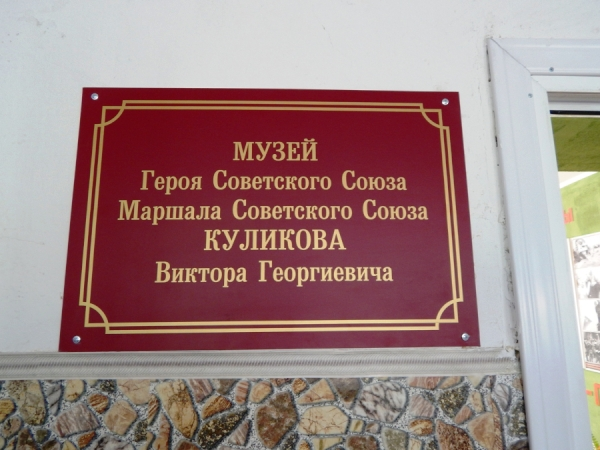 МУЗЕЙ
Героя Советского Союза
Маршала Советского Союза
КУЛИКОВА
Виктора Георгиевича